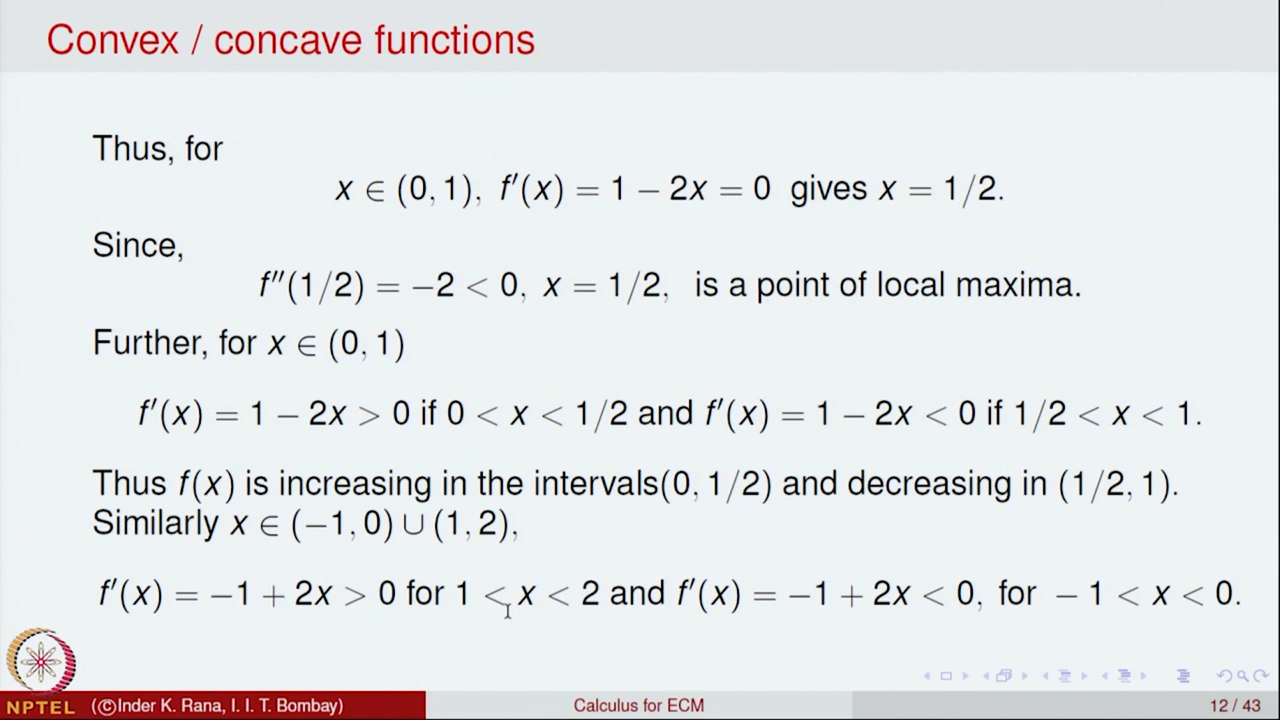 Convex / concave functions
Thus, for
x ∈ (0, 1), f′(x) = 1 − 2x = 0 gives x = 1/2.
Since,
f″(1/2) = −2 < 0, x = 1/2, is a point of local maxima.
Further, for x ∈ (0, 1)
f′(x) = 1 − 2x > 0 if 0 < x < 1/2 and f′(x) = 1 − 2x < 0 if 1/2 < x < 1.
Thus f(x) is increasing in the intervals(0, 1/2) and decreasing in (1/2, 1).
Similarly x ∈ (−1, 0) ∪ (1, 2),
f′(x) = −1 + 2x > 0 for 1 < x < 2 and f′(x) = −1 + 2x < 0, for − 1 < x < 0.
NPTEL (©Inder K. Rana, I. I. T. Bombay) Calculus for ECM 12 / 43